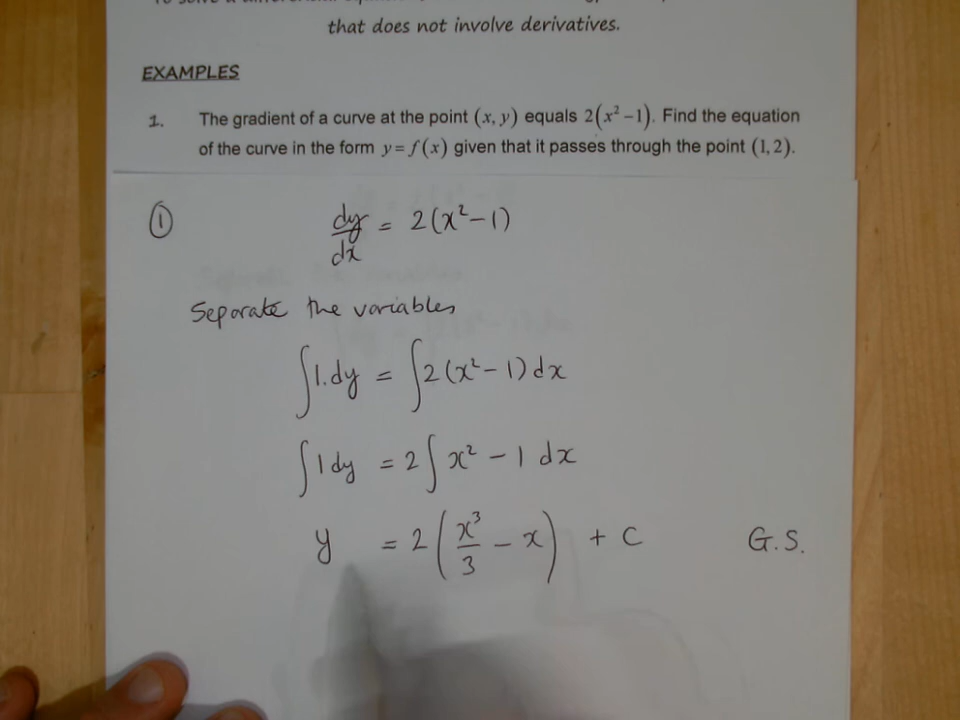 that does not involve derivatives.
EXAMPLES
1. The gradient of a curve at the point (x, y) equals 2(x² −1). Find the equation
of the curve in the form y = f(x) given that it passes through the point (1, 2).
① dy/dx = 2(x²−1)
Separate the variables
∫1.dy = ∫2(x²−1)dx
∫1dy = 2∫x² − 1 dx
y = 2(x³/3 − x) + C G.S.